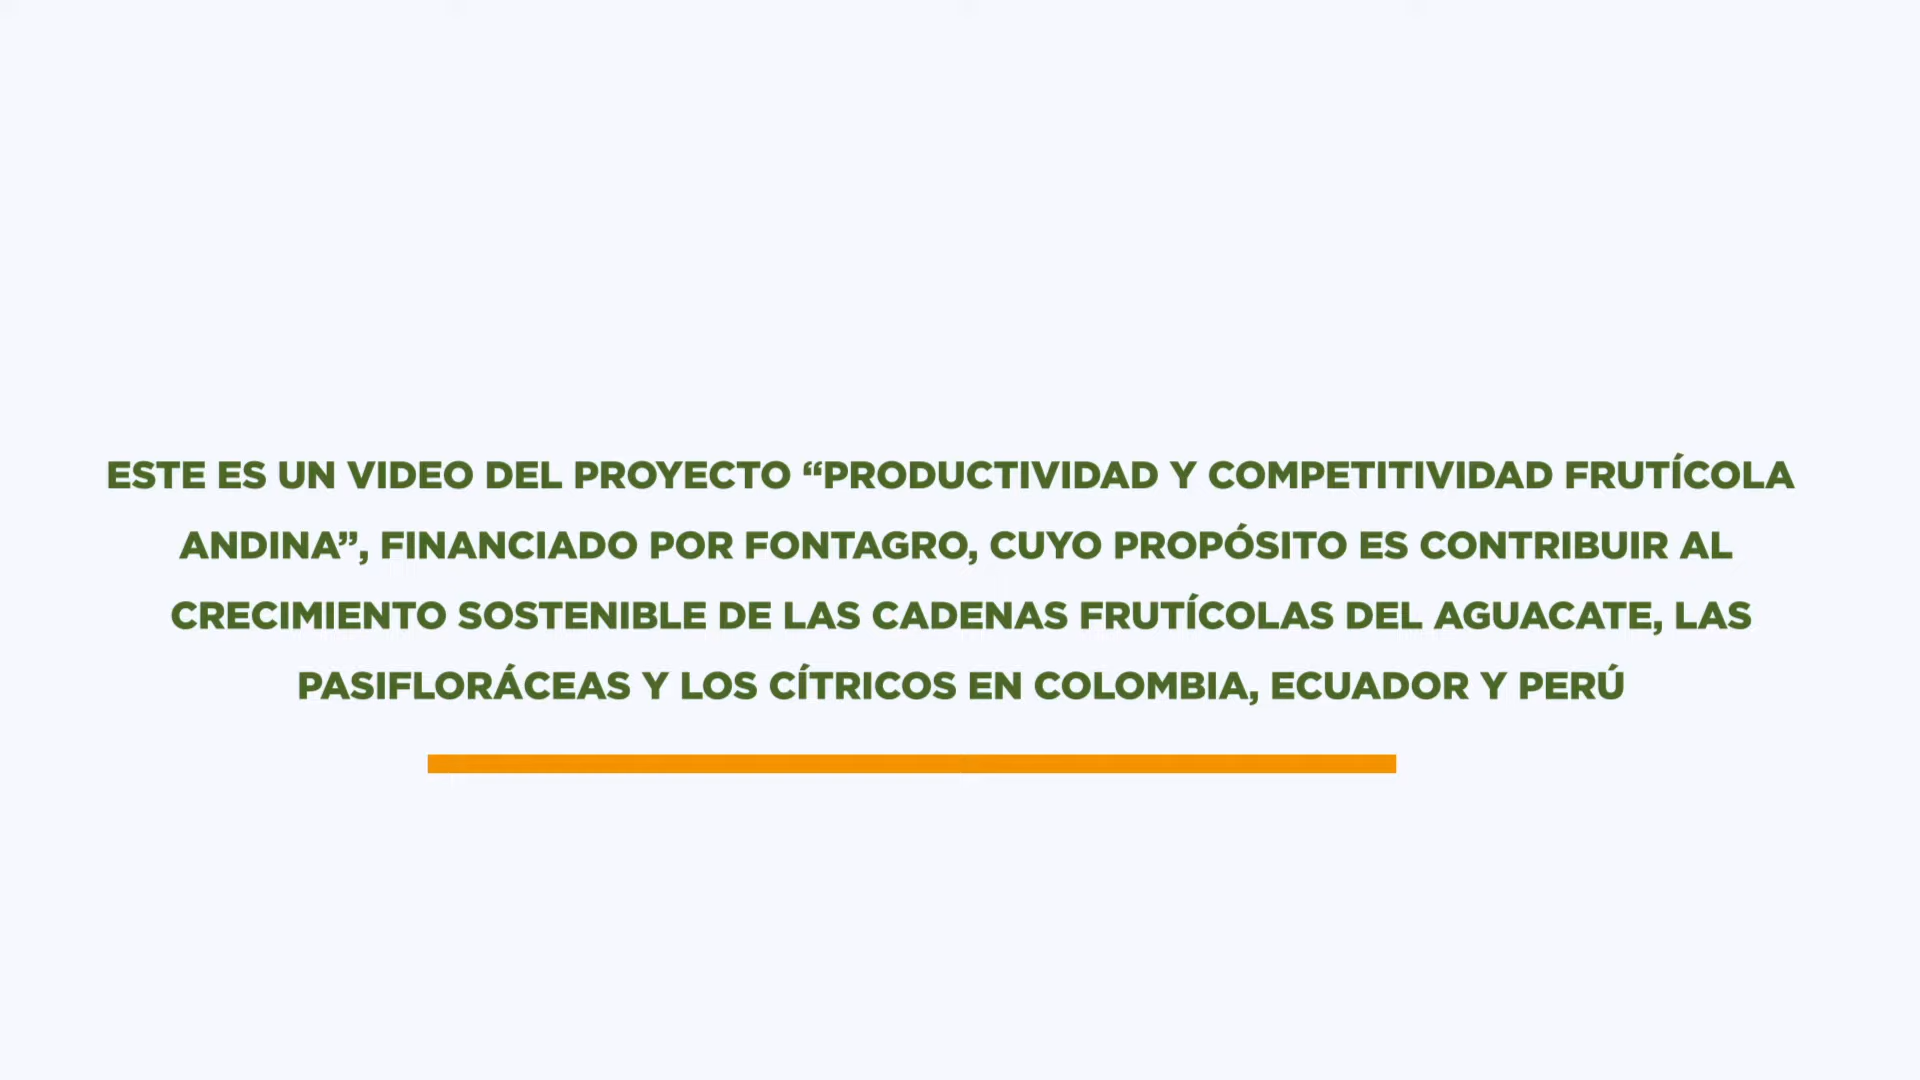 ESTE ES UN VIDEO DEL PROYECTO “PRODUCTIVIDAD Y COMPETITIVIDAD FRUTÍCOLA
ANDINA”, FINANCIADO POR FONTAGRO, CUYO PROPÓSITO ES CONTRIBUIR AL
CRECIMIENTO SOSTENIBLE DE LAS CADENAS FRUTÍCOLAS DEL AGUACATE, LAS
PASIFLORÁCEAS Y LOS CÍTRICOS EN COLOMBIA, ECUADOR Y PERÚ